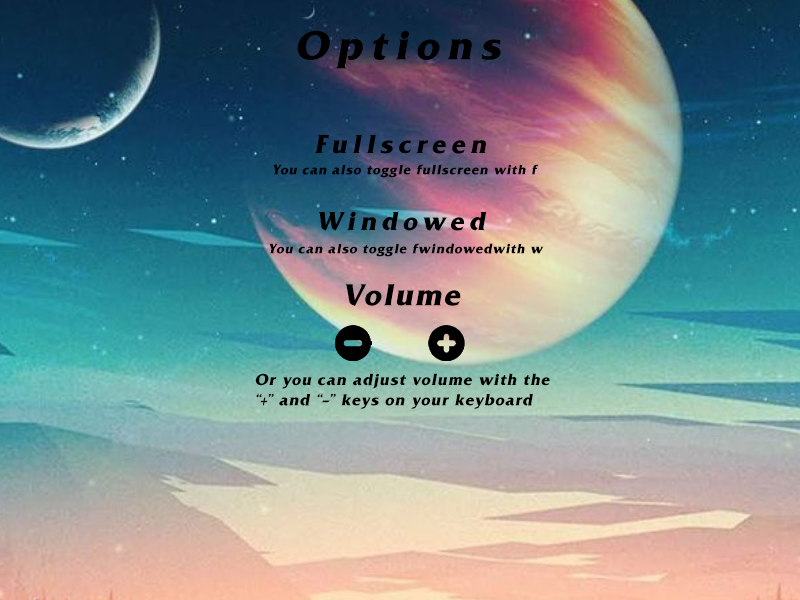 Options
Fullscreen
You can also toggle fullscreen with f
Windowed
You can also toggle fwindowedwith w
Volume
Or you can adjust volume with the
“+” and “-” keys on your keyboard